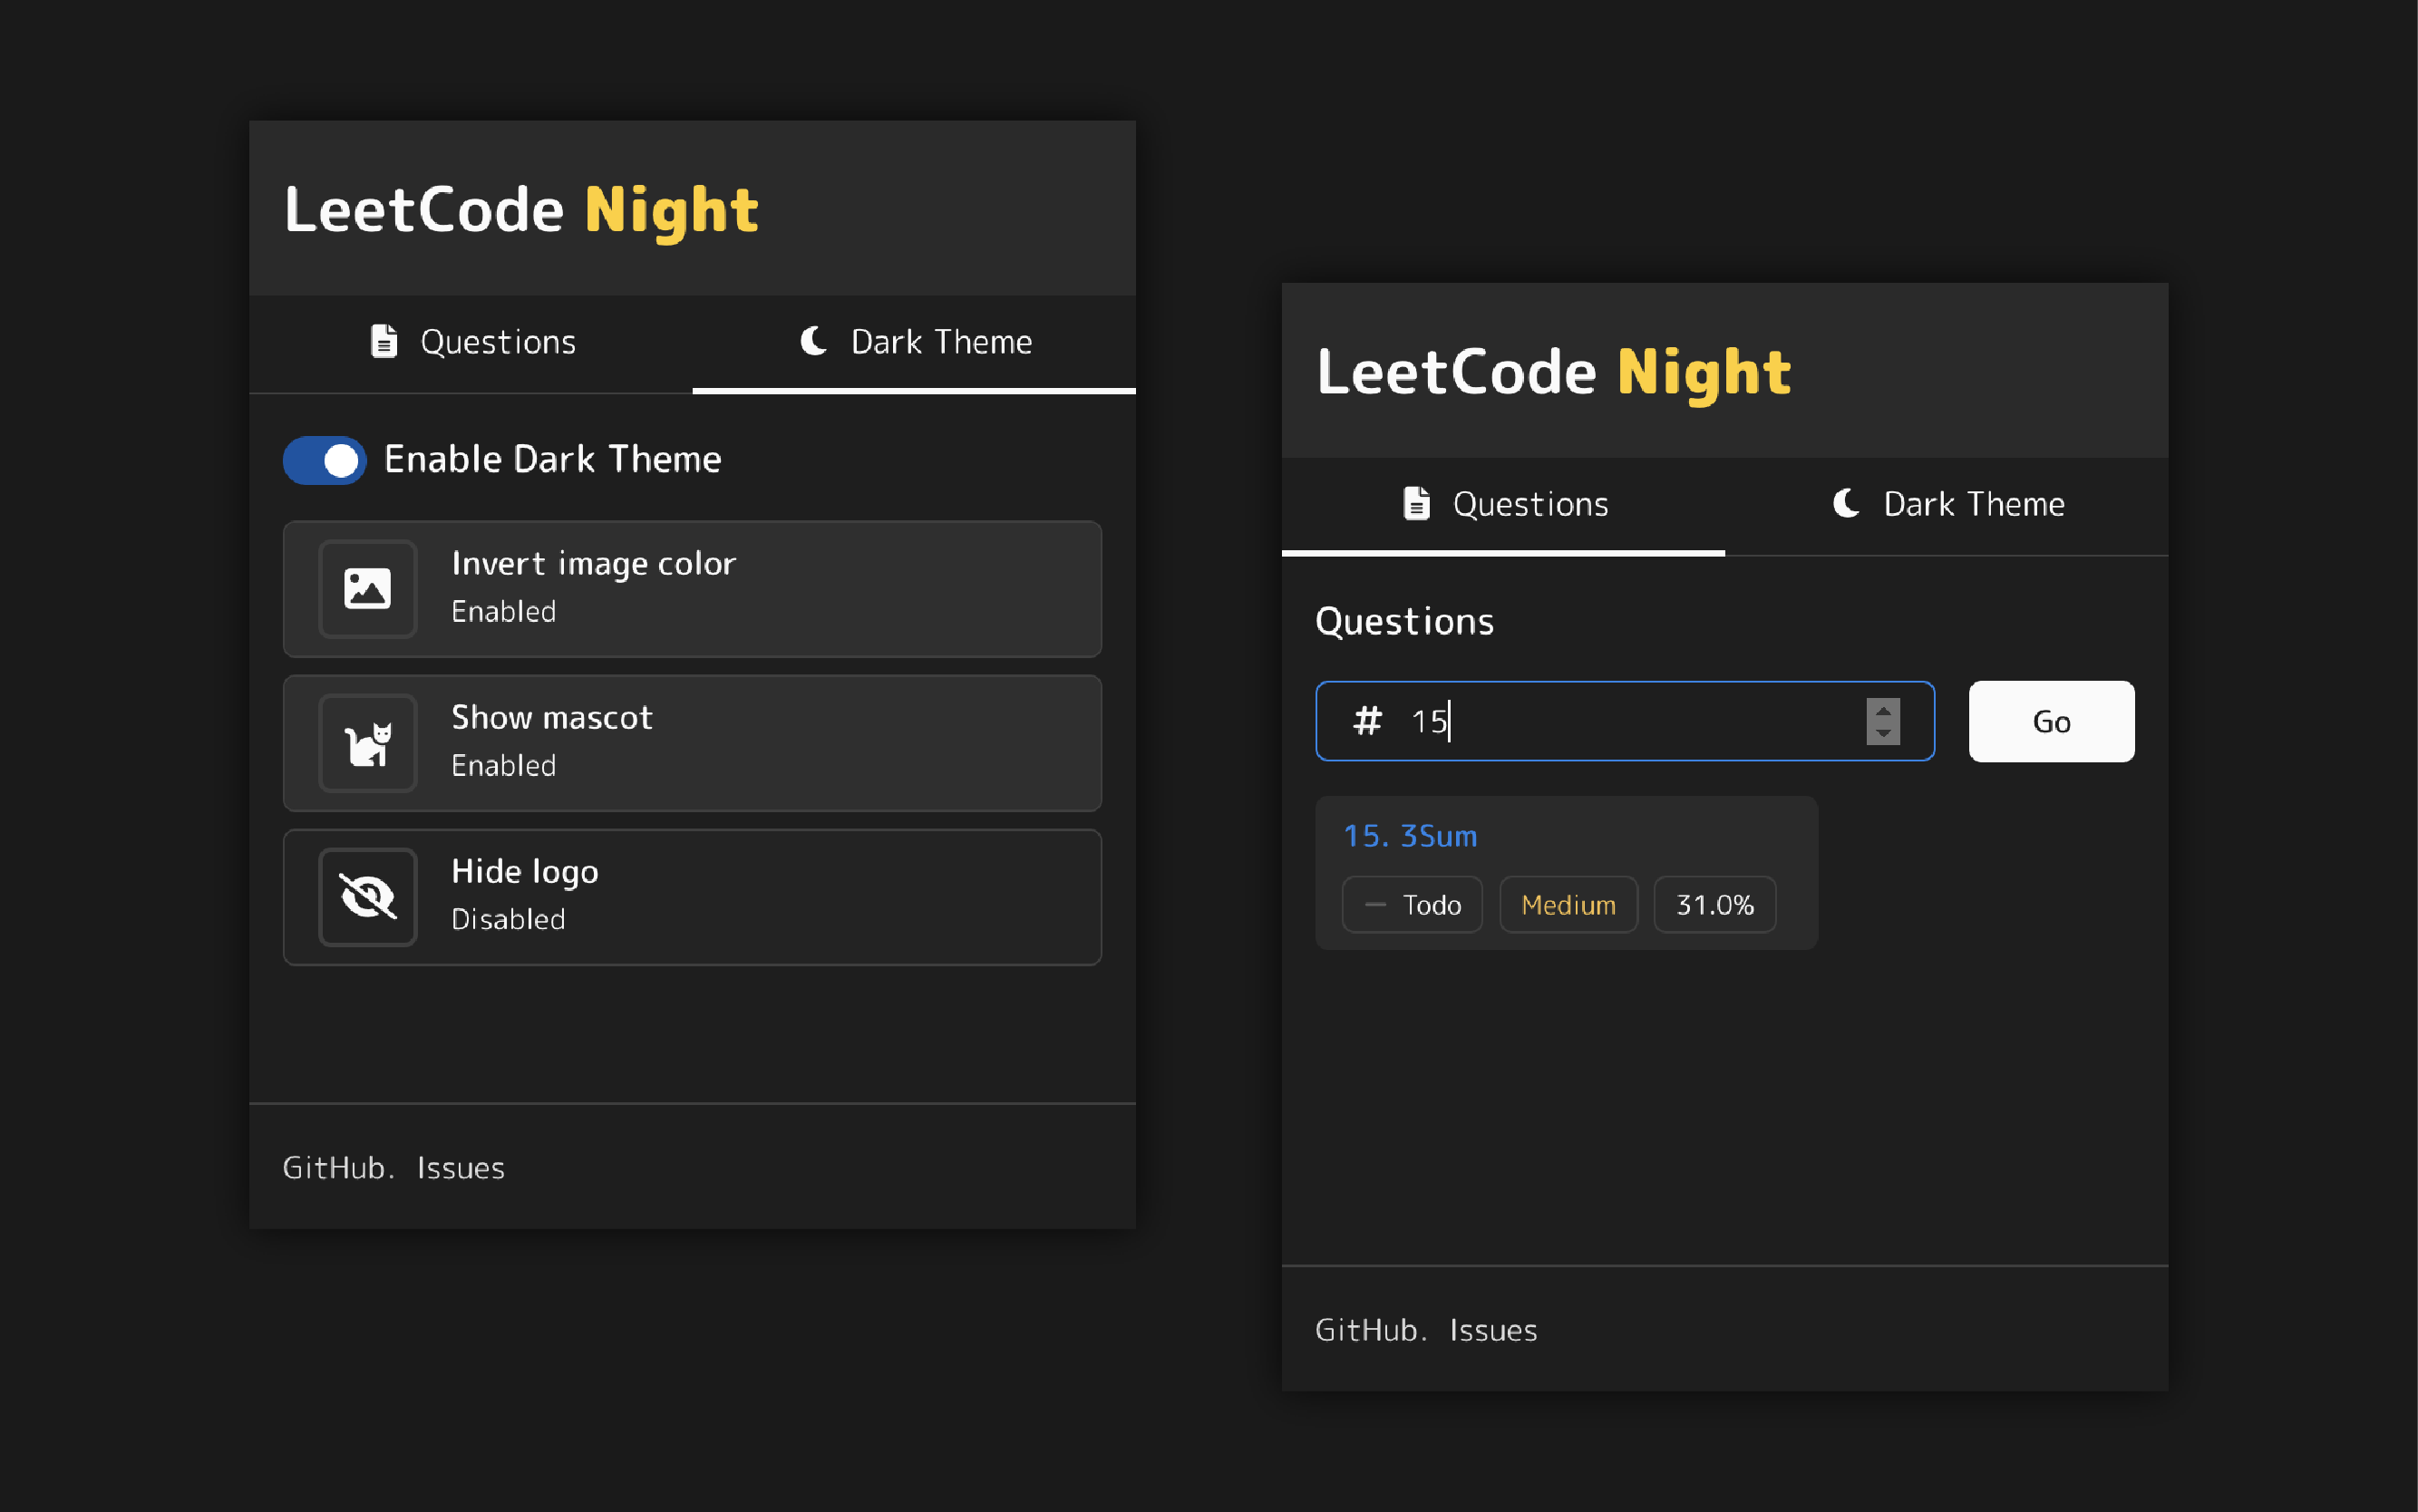 LeetCode Night
Questions
Dark Theme
Enable Dark Theme
Invert image color
Enabled
Show mascot
Enabled
Hide logo
Disabled
GitHub. Issues
LeetCode Night
Questions
Dark Theme
Questions
# 15
Go
15. 3Sum
Todo
Medium
31.0%
GitHub. Issues